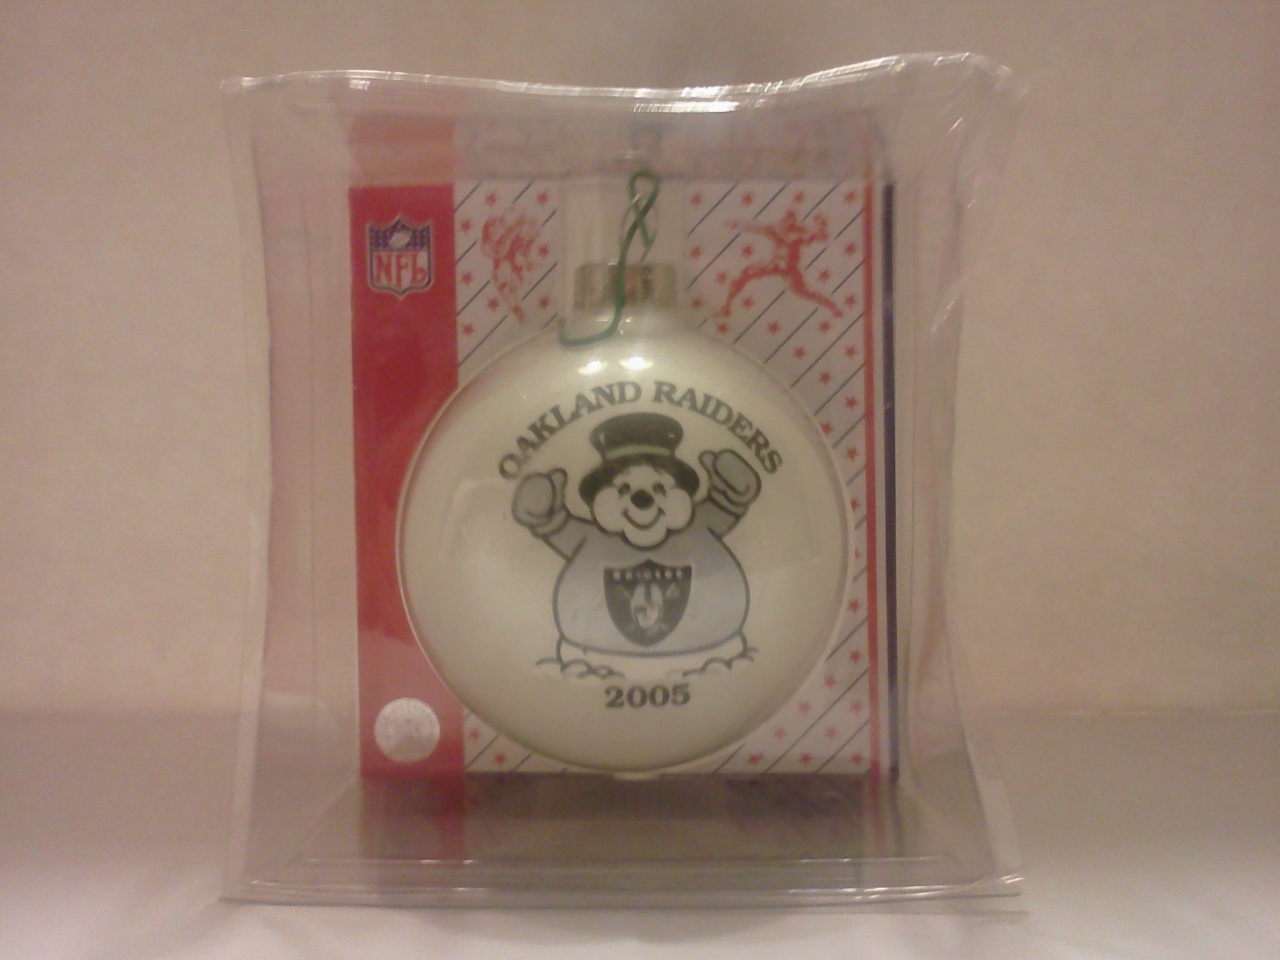 NFL
OAKLAND RAIDERS
RAIDERS
2005